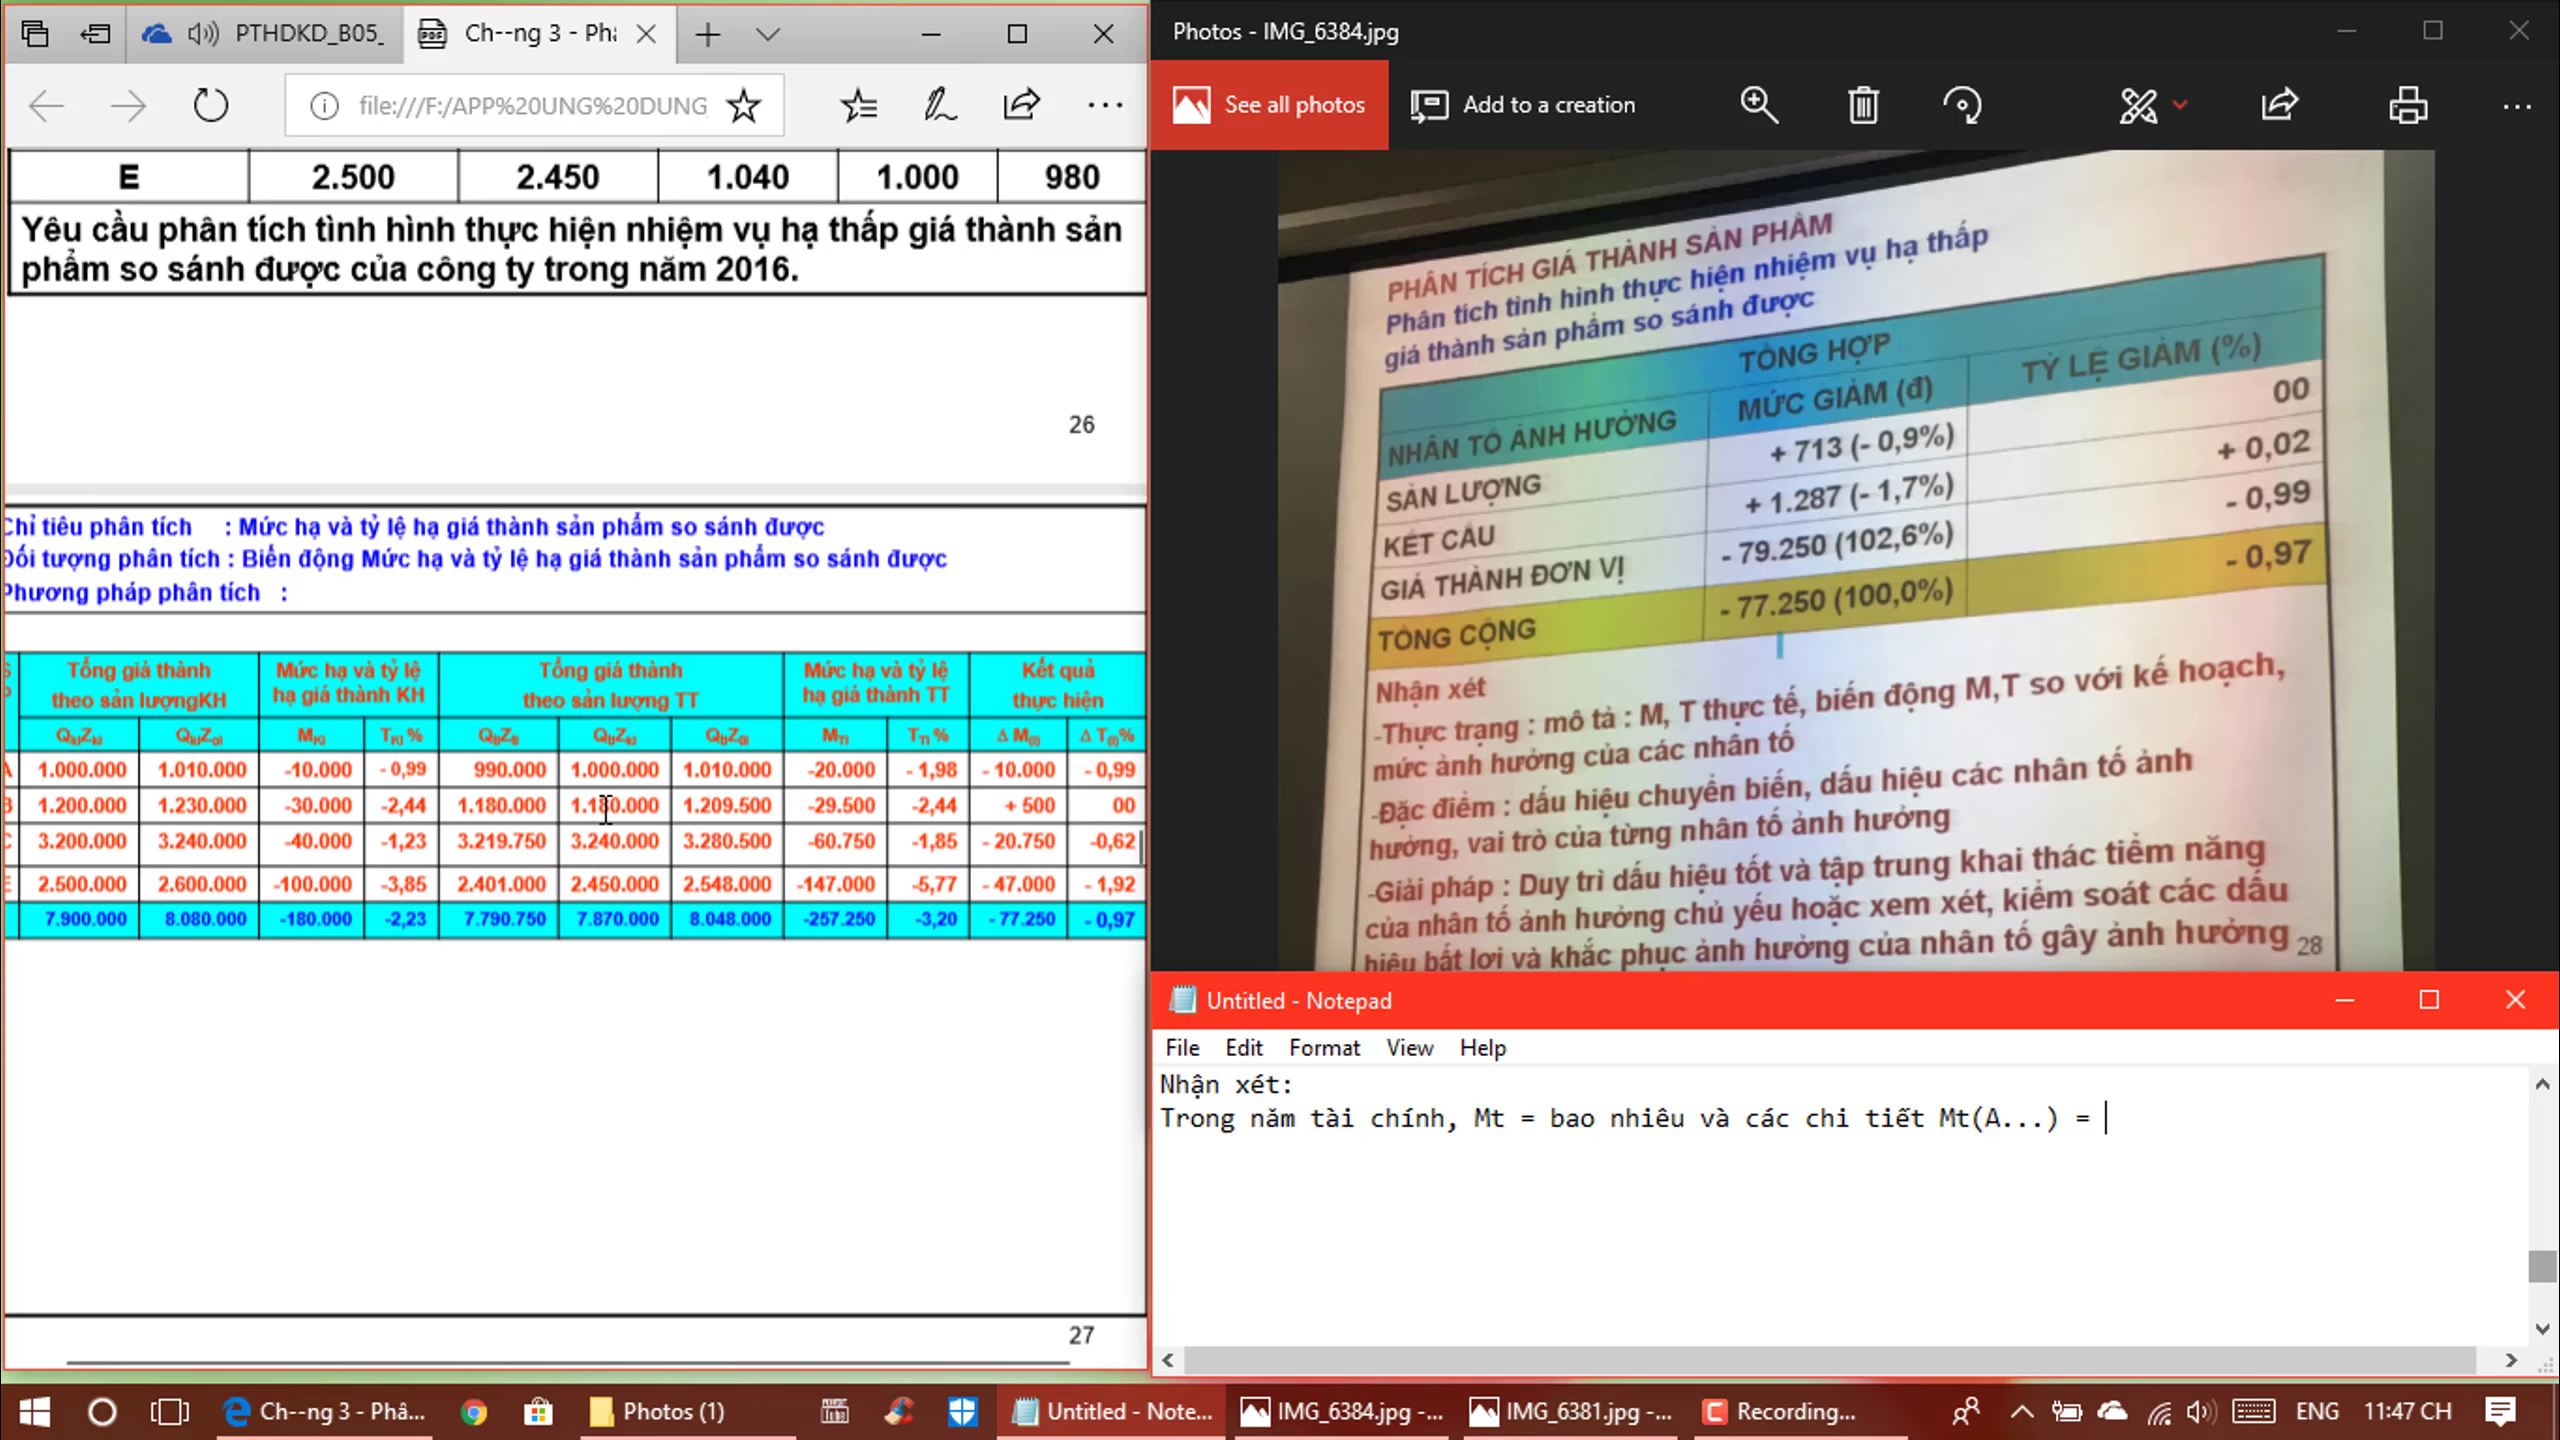 PTHDKD_B05_
Ch--ng 3 - Phâ
file:///F:/APP%20UNG%20DUNG
E 2.500 2.450 1.040 1.000 980
Yêu cầu phân tích tình hình thực hiện nhiệm vụ hạ thấp giá thành sản
phẩm so sánh được của công ty trong năm 2016.
26
Chỉ tiêu phân tích : Mức hạ và tỷ lệ hạ giá thành sản phẩm so sánh được
Đối tượng phân tích : Biến động Mức hạ và tỷ lệ hạ giá thành sản phẩm so sánh được
Phương pháp phân tích :
S Tổng giá thành Mức hạ và tỷ lệ Tổng giá thành Mức hạ và tỷ lệ Kết quả
P theo sản lượngKH hạ giá thành KH theo sản lượng TT hạ giá thành TT thực hiện
QkiZki QkiZoi MKi TKi % QtiZti QtiZki QtiZ0i MTi TTi % Δ M(i) Δ T(i)%
A 1.000.000 1.010.000 -10.000 - 0,99 990.000 1.000.000 1.010.000 -20.000 - 1,98 - 10.000 - 0,99
B 1.200.000 1.230.000 -30.000 -2,44 1.180.000 1.180.000 1.209.500 -29.500 -2,44 + 500 00
C 3.200.000 3.240.000 -40.000 -1,23 3.219.750 3.240.000 3.280.500 -60.750 -1,85 - 20.750 -0,62
E 2.500.000 2.600.000 -100.000 -3,85 2.401.000 2.450.000 2.548.000 -147.000 -5,77 - 47.000 - 1,92
7.900.000 8.080.000 -180.000 -2,23 7.790.750 7.870.000 8.048.000 -257.250 -3,20 - 77.250 - 0,97
27
Photos - IMG_6384.jpg
See all photos
Add to a creation
PHÂN TÍCH GIÁ THÀNH SẢN PHẨM
Phân tích tình hình thực hiện nhiệm vụ hạ thấp
giá thành sản phẩm so sánh được
TỔNG HỢP
NHÂN TỐ ẢNH HƯỞNG MỨC GIẢM (đ) TỶ LỆ GIẢM (%)
SẢN LƯỢNG + 713 (- 0,9%) 00
KẾT CẤU + 1.287 (- 1,7%) + 0,02
GIÁ THÀNH ĐƠN VỊ - 79.250 (102,6%) - 0,99
TỔNG CỘNG - 77.250 (100,0%) - 0,97
Nhận xét
-Thực trạng : mô tả : M, T thực tế, biến động M,T so với kế hoạch,
mức ảnh hưởng của các nhân tố
-Đặc điểm : dấu hiệu chuyển biến, dấu hiệu các nhân tố ảnh
hưởng, vai trò của từng nhân tố ảnh hưởng
-Giải pháp : Duy trì dấu hiệu tốt và tập trung khai thác tiềm năng
của nhân tố ảnh hưởng chủ yếu hoặc xem xét, kiểm soát các dấu
hiệu bất lợi và khắc phục ảnh hưởng của nhân tố gây ảnh hưởng
28
Untitled - Notepad
File Edit Format View Help
Nhận xét:
Trong năm tài chính, Mt = bao nhiêu và các chi tiết Mt(A...) =
Ch--ng 3 - Phâ...
Photos (1)
Untitled - Note...
IMG_6384.jpg -...
IMG_6381.jpg -...
Recording...
ENG
11:47 CH